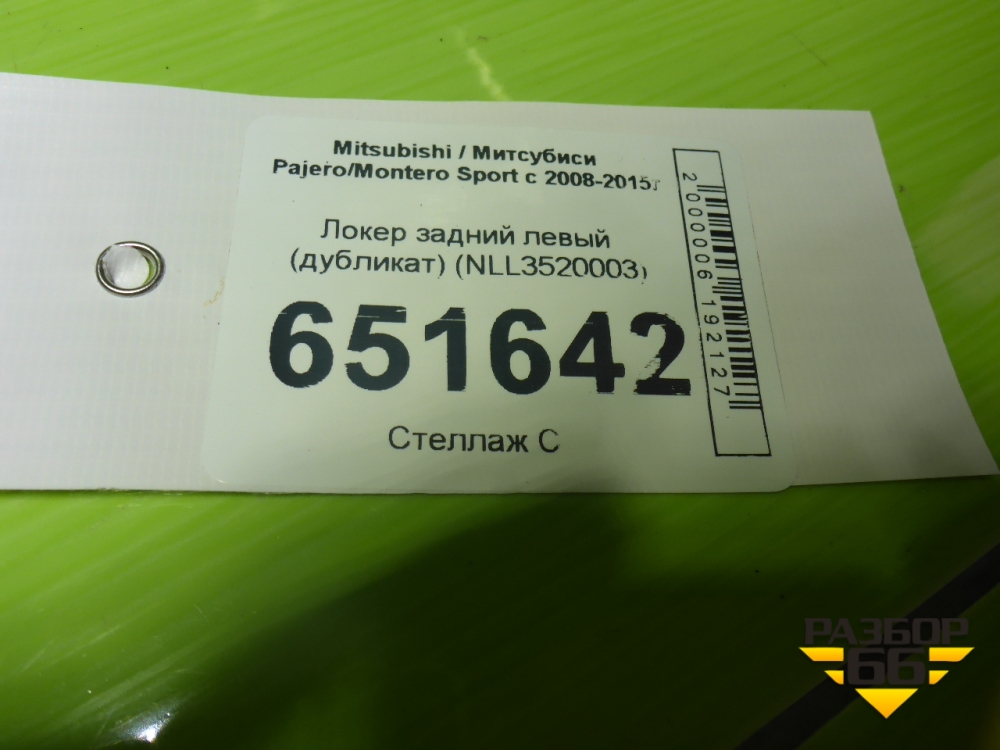 Mitsubishi / Митсубиси
Pajero/Montero Sport с 2008-2015г
Локер задний левый
(дубликат) (NLL3520003)
651642
Стеллаж С
2000006192127
РАЗБОР
66